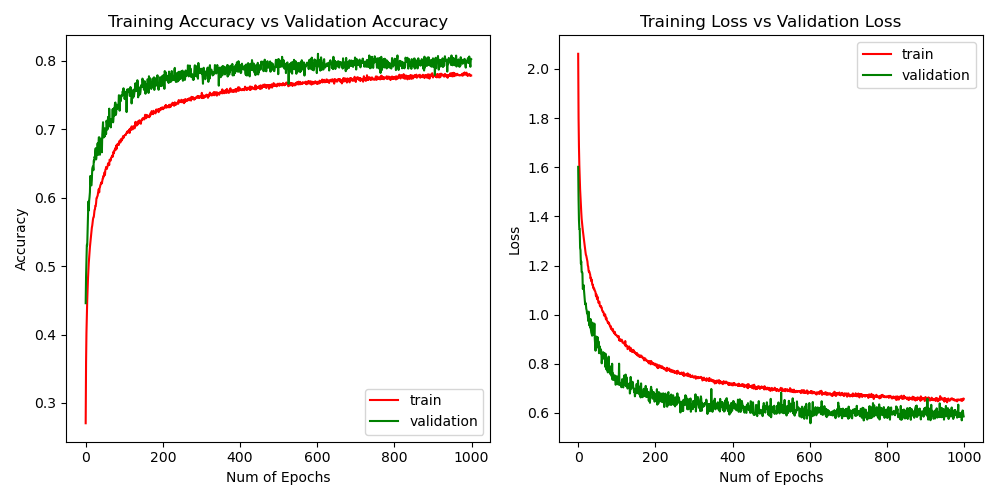 Training Accuracy vs Validation Accuracy
Accuracy
0.8
0.7
0.6
0.5
0.4
0.3
train
validation
0 200 400 600 800 1000
Num of Epochs
Training Loss vs Validation Loss
Loss
2.0
1.8
1.6
1.4
1.2
1.0
0.8
0.6
train
validation
0 200 400 600 800 1000
Num of Epochs